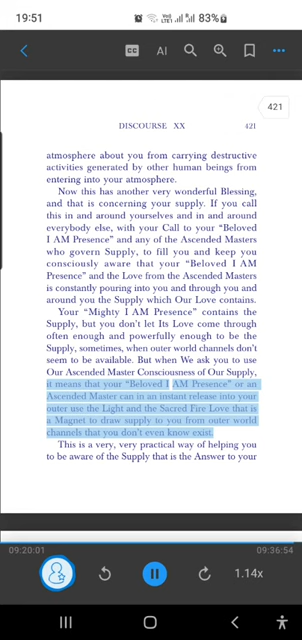 19:51
83%
CC
AI
421
DISCOURSE XX 421
atmosphere about you from carrying destructive
activities generated by other human beings from
entering into your atmosphere.
Now this has another very wonderful Blessing,
and that is concerning your supply. If you call
this in and around yourselves and in and around
everybody else, with your Call to your “Beloved
I AM Presence” and any of the Ascended Masters
who govern Supply, to fill you and keep you
consciously aware that your “Beloved I AM
Presence” and the Love from the Ascended Masters
is constantly pouring into you and through you and
around you the Supply which Our Love contains.
Your “Mighty I AM Presence” contains the
Supply, but you don’t let Its Love come through
often enough and powerfully enough to be the
Supply, sometimes, when outer world channels don’t
seem to be available. But when We ask you to use
Our Ascended Master Consciousness of Our Supply,
it means that your “Beloved I AM Presence” or an
Ascended Master can in an instant release into your
outer use the Light and the Sacred Fire Love that is
a Magnet to draw supply to you from outer world
channels that you don’t even know exist.
This is a very, very practical way of helping you
to be aware of the Supply that is the Answer to your
09:20:01 09:36:54
1.14x